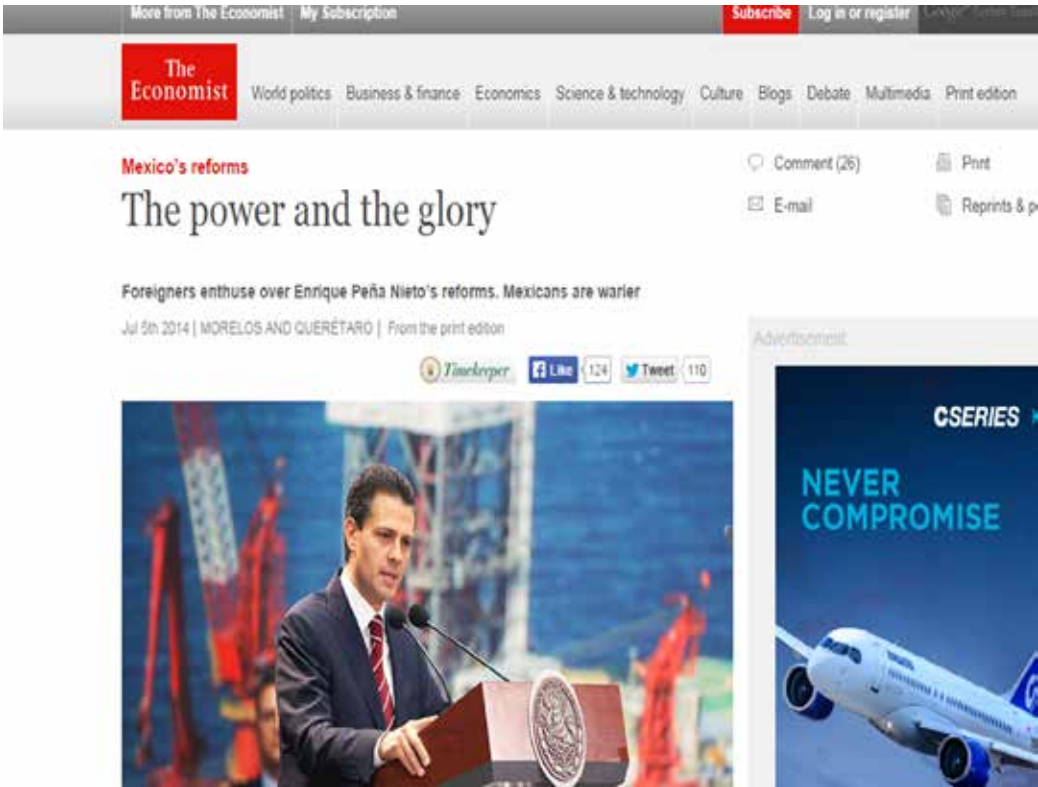 More from The Economist My Subscription Subscribe Log in or register
The
Economist
World politics Business & finance Economics Science & technology Culture Blogs Debate Multimedia Print edition
Mexico's reforms
The power and the glory
Comment (26) Print
E-mail Reprints &
Foreigners enthuse over Enrique Peña Nieto's reforms. Mexicans are warier
Jul 5th 2014 | MORELOS AND QUERÉTARO | From the print edition
Timekeeper Like 124 Tweet 110
Advertisement
CSERIES
NEVER
COMPROMISE